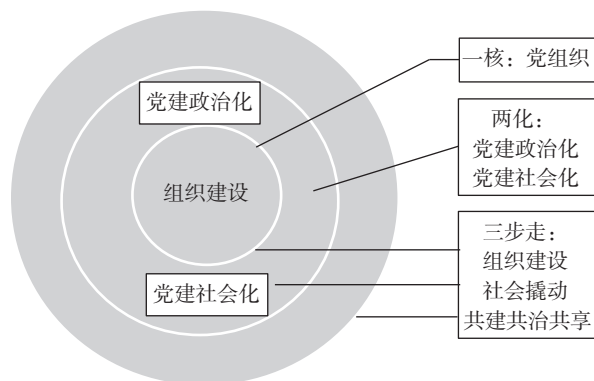 党建政治化
组织建设
党建社会化
一核：党组织
两化：
党建政治化
党建社会化
三步走：
组织建设
社会撬动
共建共治共享